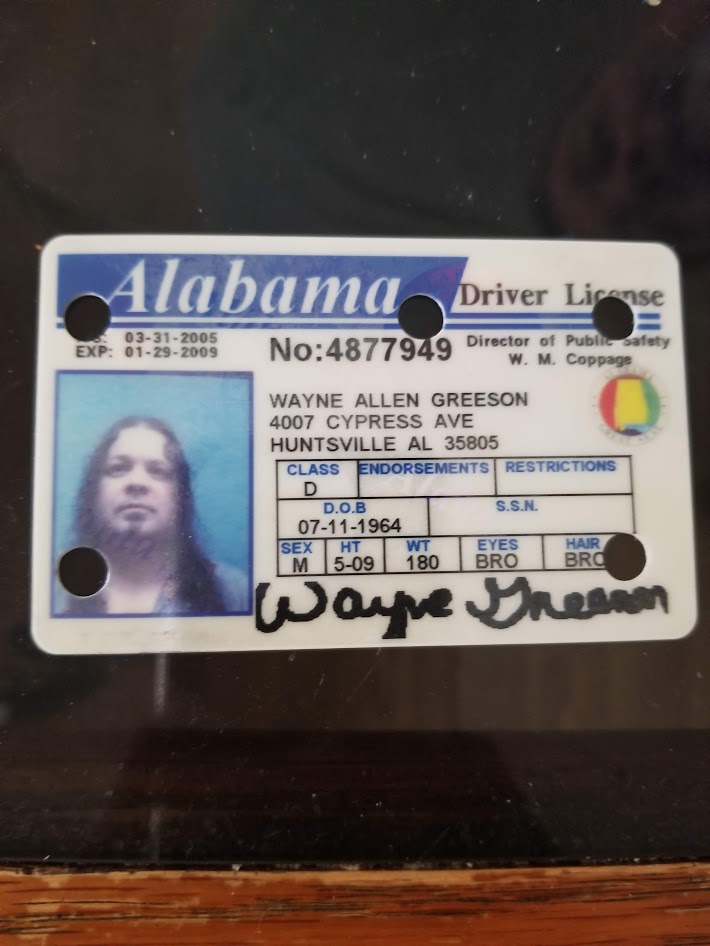 Alabama
Driver License
03-31-2005
EXP: 01-29-2009
No:4877949
Director of Public Safety
W. M. Coppage
WAYNE ALLEN GREESON
4007 CYPRESS AVE
HUNTSVILLE AL 35805
CLASS ENDORSEMENTS RESTRICTIONS
D
D.O.B S.S.N.
07-11-1964
SEX HT WT EYES HAIR
M 5-09 180 BRO BRO
Wayne Greeson